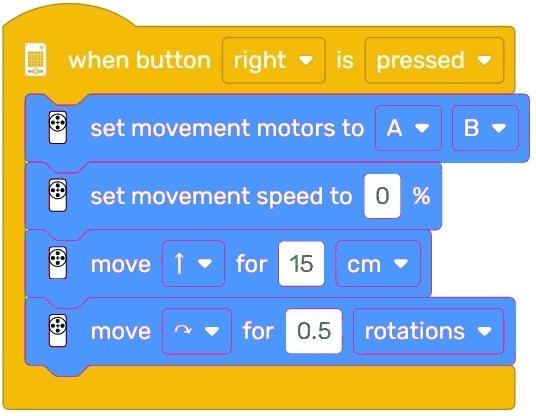 when button right is pressed
set movement motors to A B
set movement speed to 0 %
move ↑ for 15 cm
move ↷ for 0.5 rotations